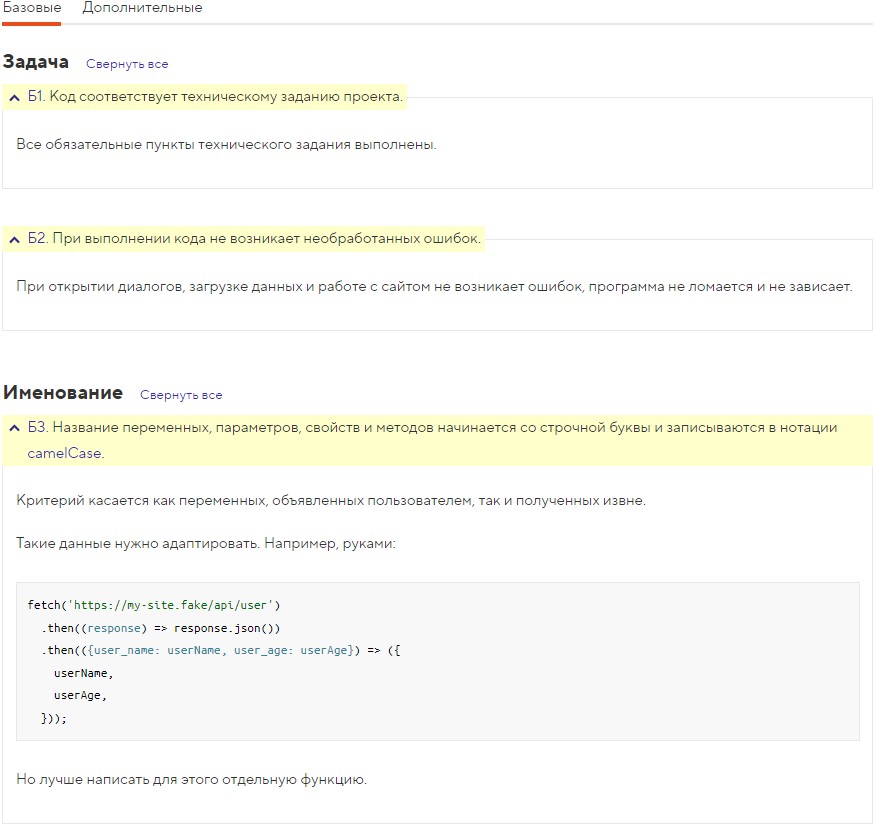 Базовые Дополнительные
Задача Свернуть все
Б1. Код соответствует техническому заданию проекта.
Все обязательные пункты технического задания выполнены.
Б2. При выполнении кода не возникает необработанных ошибок.
При открытии диалогов, загрузке данных и работе с сайтом не возникает ошибок, программа не ломается и не зависает.
Именование Свернуть все
Б3. Название переменных, параметров, свойств и методов начинается со строчной буквы и записываются в нотации
camelCase.
Критерий касается как переменных, объявленных пользователем, так и полученных извне.
Такие данные нужно адаптировать. Например, руками:
fetch('https://my-site.fake/api/user')
.then((response) => response.json())
.then(({user_name: userName, user_age: userAge}) => ({
userName,
userAge,
}));
Но лучше написать для этого отдельную функцию.